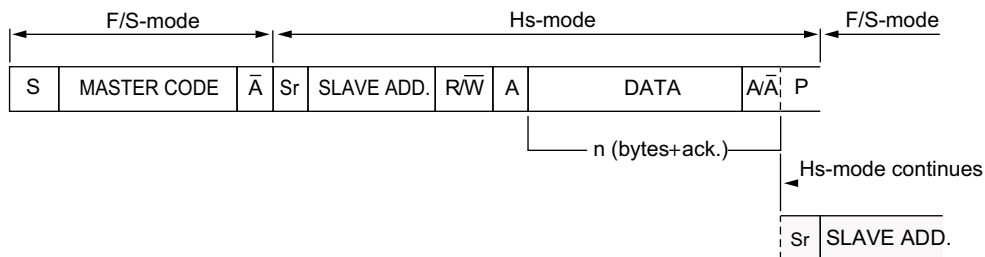 F/S-mode Hs-mode F/S-mode
S MASTER CODE A̅ Sr SLAVE ADD. R/W̅ A DATA A/A̅ P
n (bytes+ack.)
Hs-mode continues
Sr SLAVE ADD.